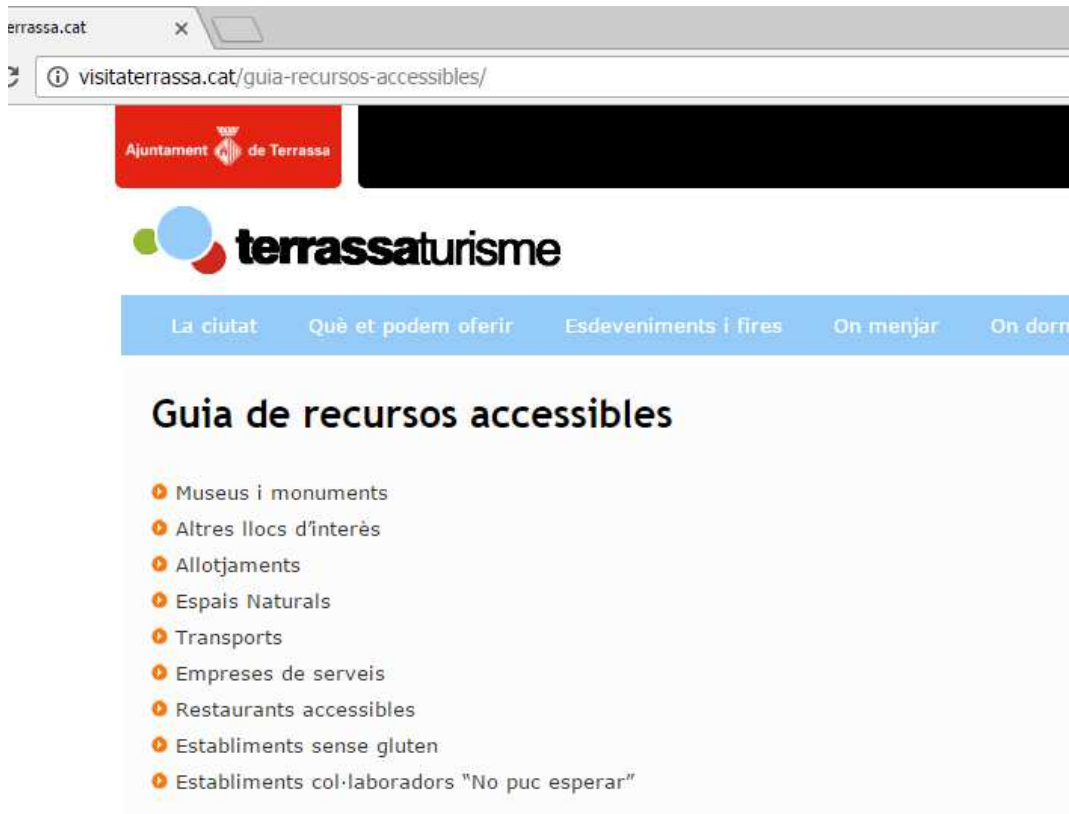 errassa.cat
visitaterrassa.cat/guia-recursos-accessibles/
Ajuntament de Terrassa
terrassaturisme
La ciutat Què et podem oferir Esdeveniments i fires On menjar On dorm
Guia de recursos accessibles
Museus i monuments
Altres llocs d'interès
Allotjaments
Espais Naturals
Transports
Empreses de serveis
Restaurants accessibles
Establiments sense gluten
Establiments col·laboradors “No puc esperar”